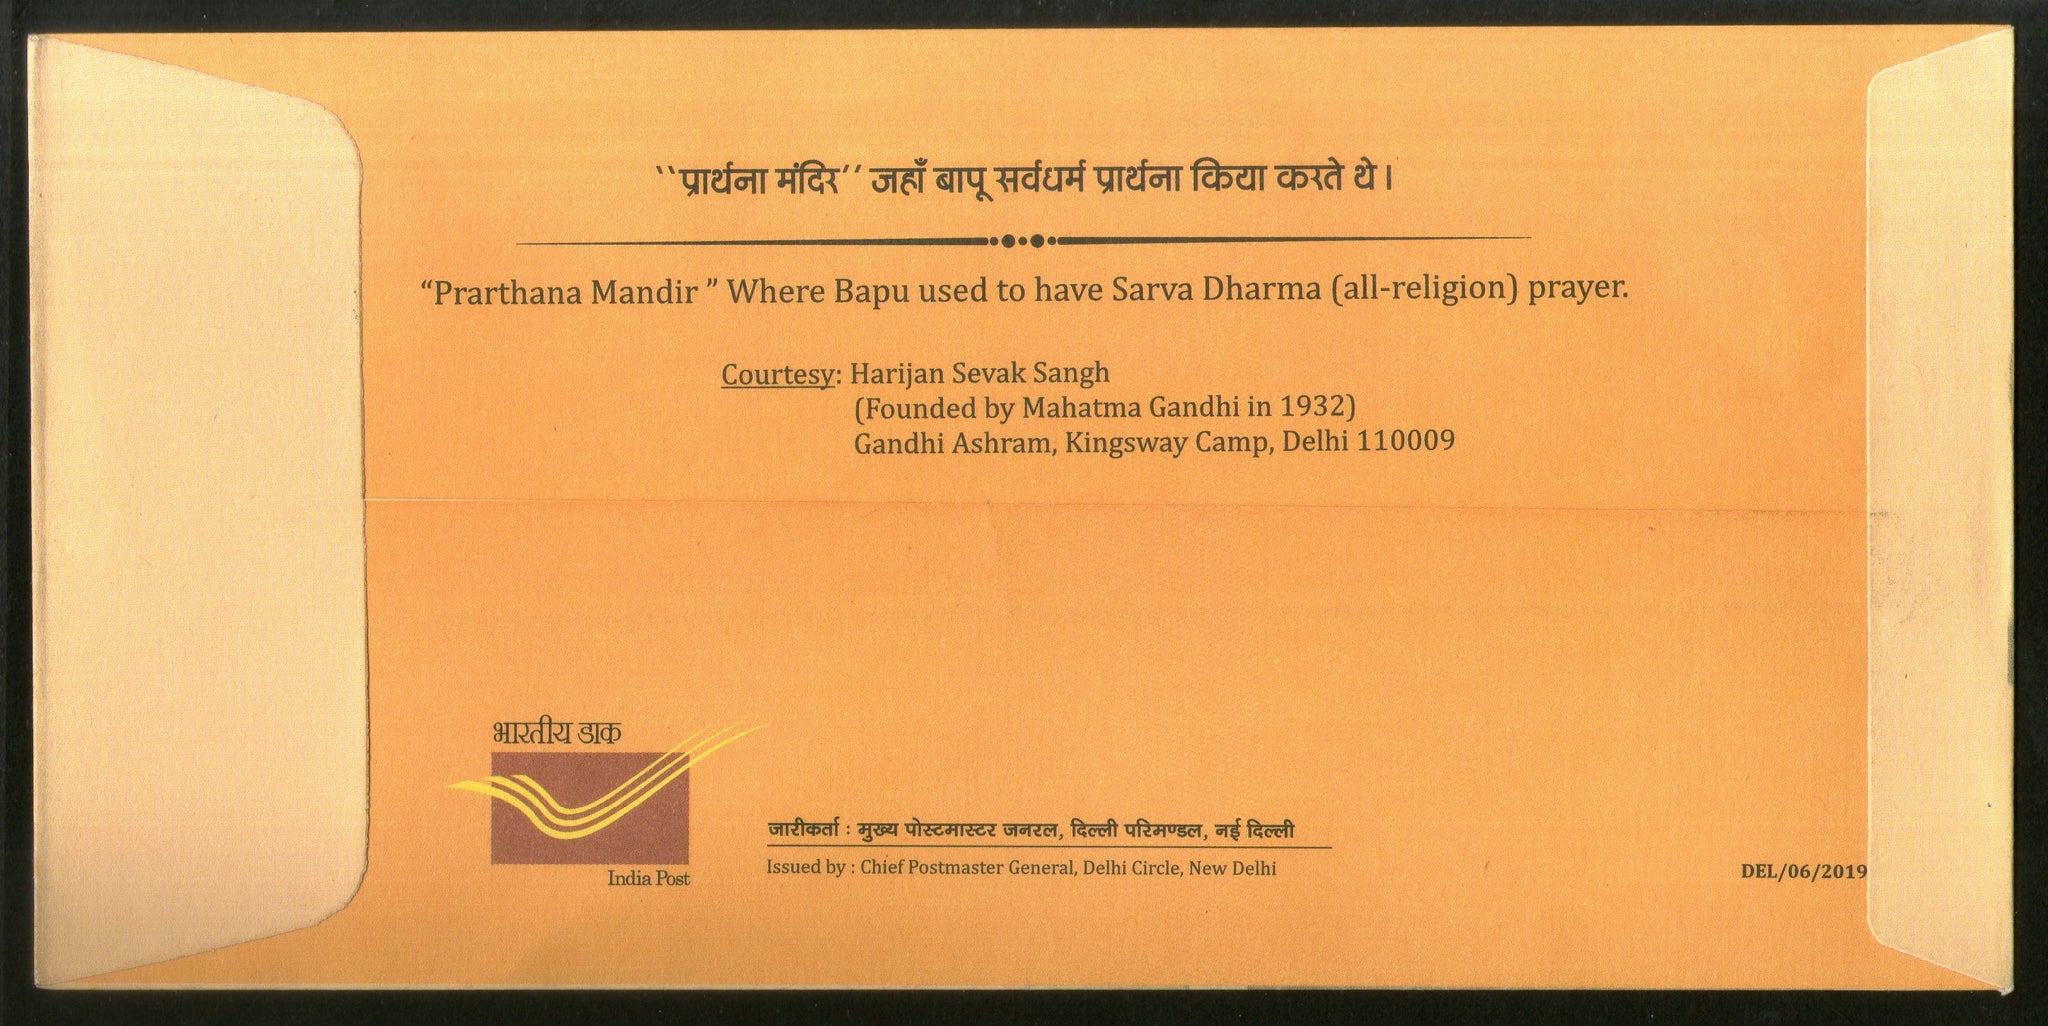 ``प्रार्थना मंदिर´´ जहाँ बापू सर्वधर्म प्रार्थना किया करते थे।
“Prarthana Mandir ” Where Bapu used to have Sarva Dharma (all-religion) prayer.
Courtesy: Harijan Sevak Sangh
(Founded by Mahatma Gandhi in 1932)
Gandhi Ashram, Kingsway Camp, Delhi 110009
भारतीय डाक
India Post
जारीकर्ता : मुख्य पोस्टमास्टर जनरल, दिल्ली परिमण्डल, नई दिल्ली
Issued by : Chief Postmaster General, Delhi Circle, New Delhi
DEL/06/2019